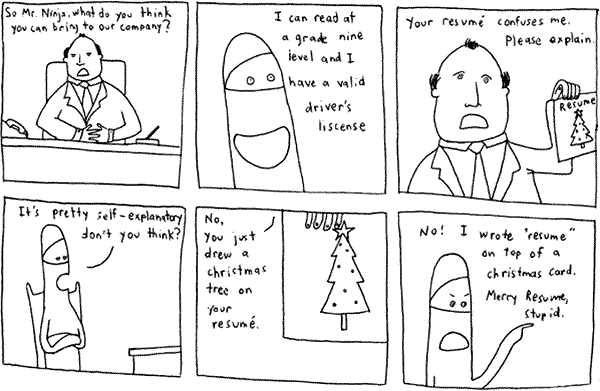 So Mr. Ninja, what do you think
you can bring to our company?
I can read at
a grade nine
level and I
have a valid
driver's
liscense
Your resumé confuses me.
Please explain.
Resume
It's pretty self-explanatory
don't you think?
No,
you just
drew a
christmas
tree on
your
resumé.
No! I wrote "resume"
on top of a
christmas card.
Merry Resume,
stupid.